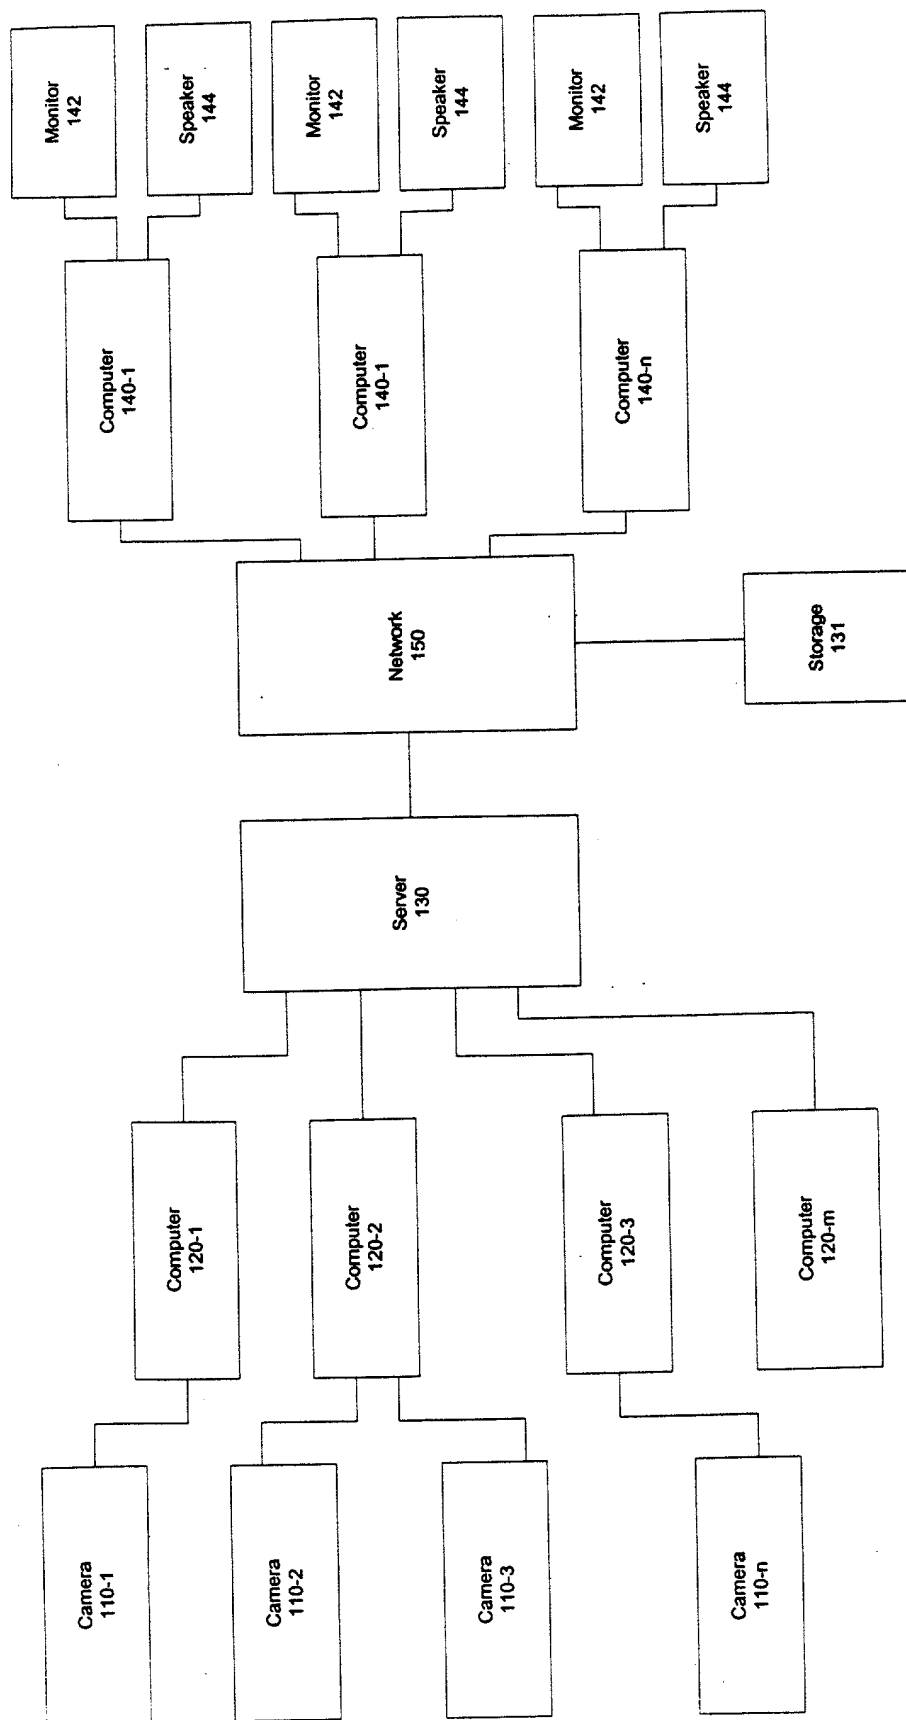 Camera
110-1
Camera
110-2
Camera
110-3
Camera
110-n
Computer
120-1
Computer
120-2
Computer
120-3
Computer
120-m
Server
130
Network
150
Storage
131
Computer
140-1
Computer
140-1
Computer
140-n
Monitor
142
Speaker
144
Monitor
142
Speaker
144
Monitor
142
Speaker
144